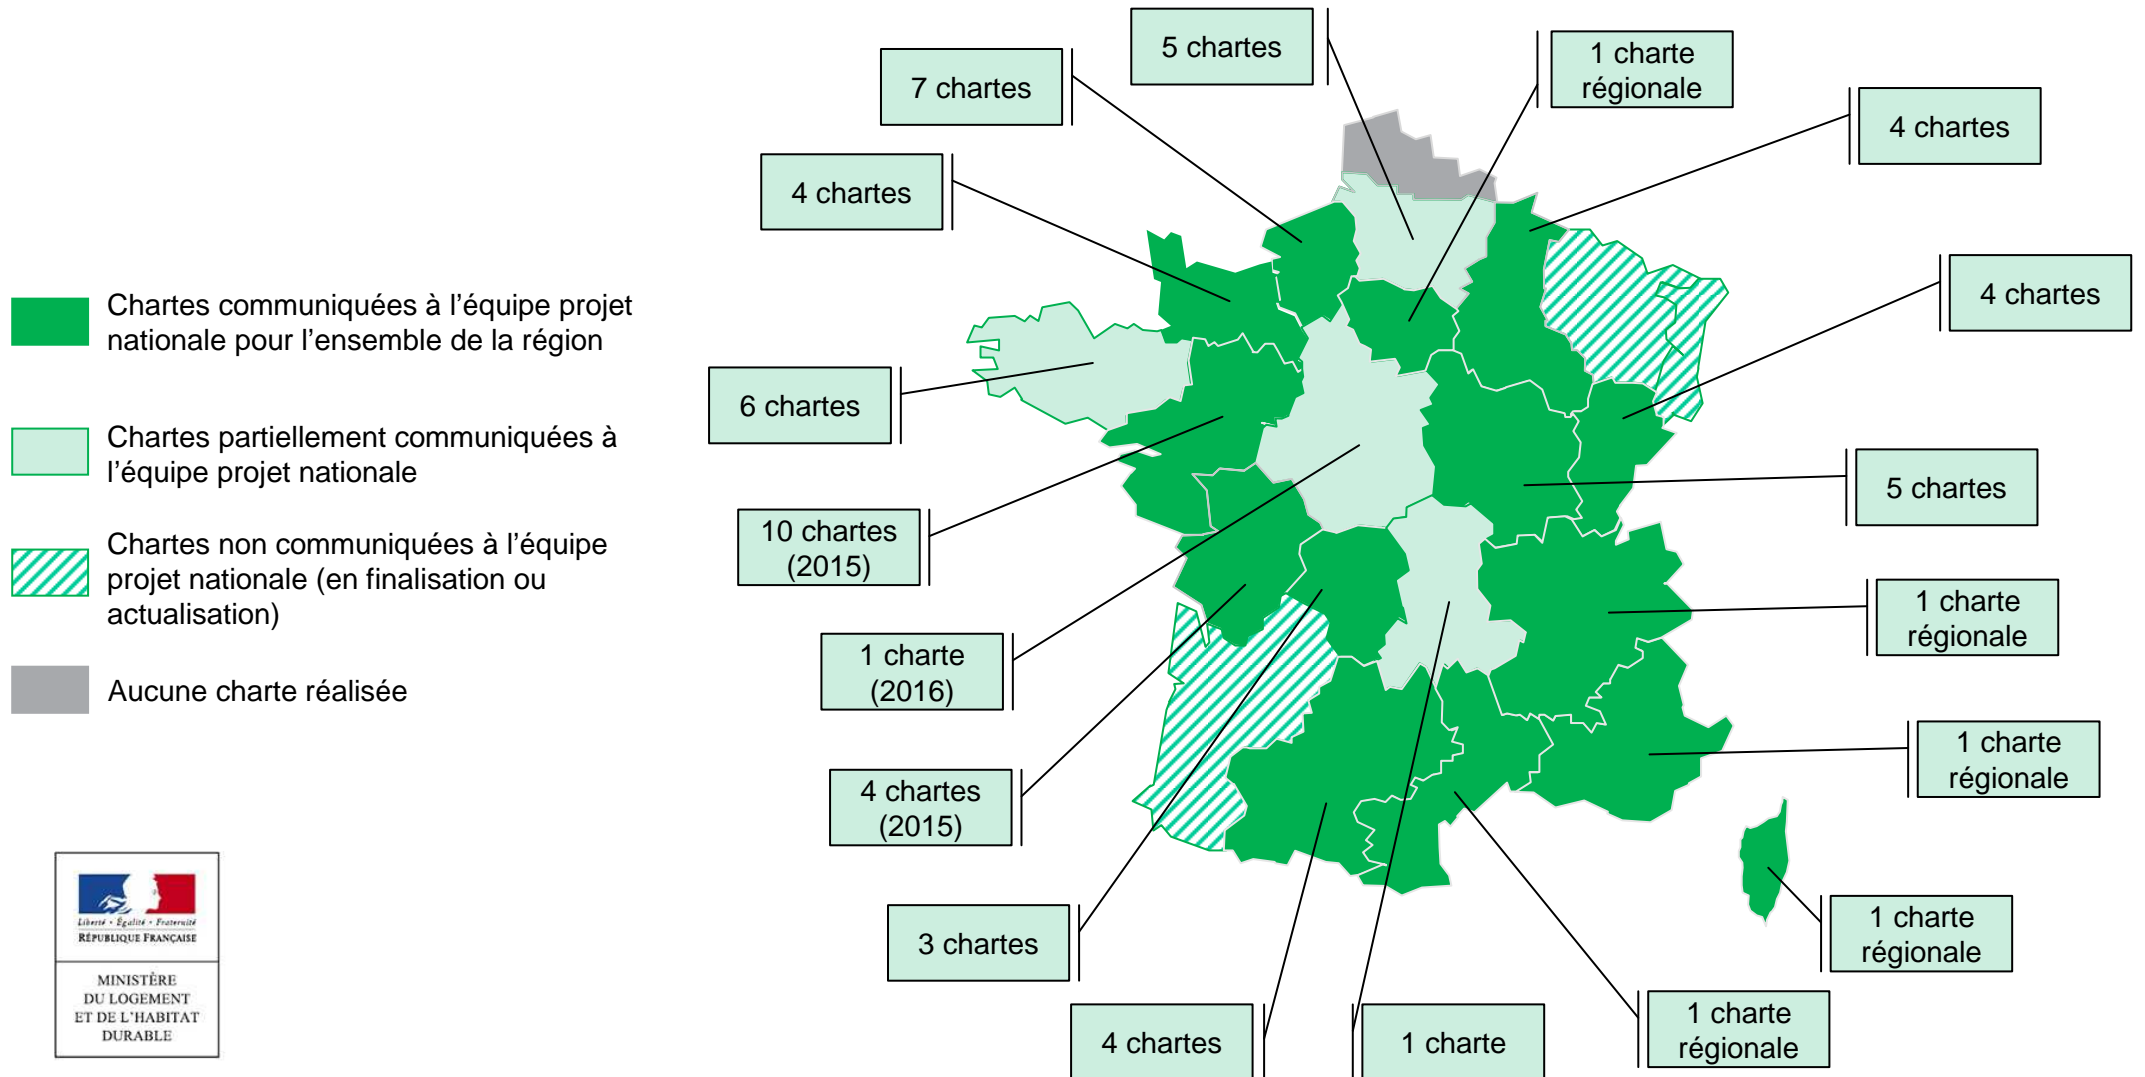 5 chartes
1 charte
régionale
7 chartes
4 chartes
4 chartes
Chartes communiquées à l’équipe projet
nationale pour l’ensemble de la région
4 chartes
6 chartes
Chartes partiellement communiquées à
l’équipe projet nationale
5 chartes
10 chartes
(2015)
Chartes non communiquées à l’équipe
projet nationale (en finalisation ou
actualisation)
1 charte
régionale
1 charte
(2016)
Aucune charte réalisée
1 charte
régionale
4 chartes
(2015)
1 charte
régionale
3 chartes
1 charte
régionale
4 chartes
1 charte
Liberté • Égalité • Fraternité
RÉPUBLIQUE FRANÇAISE
MINISTÈRE
DU LOGEMENT
ET DE L’HABITAT
DURABLE